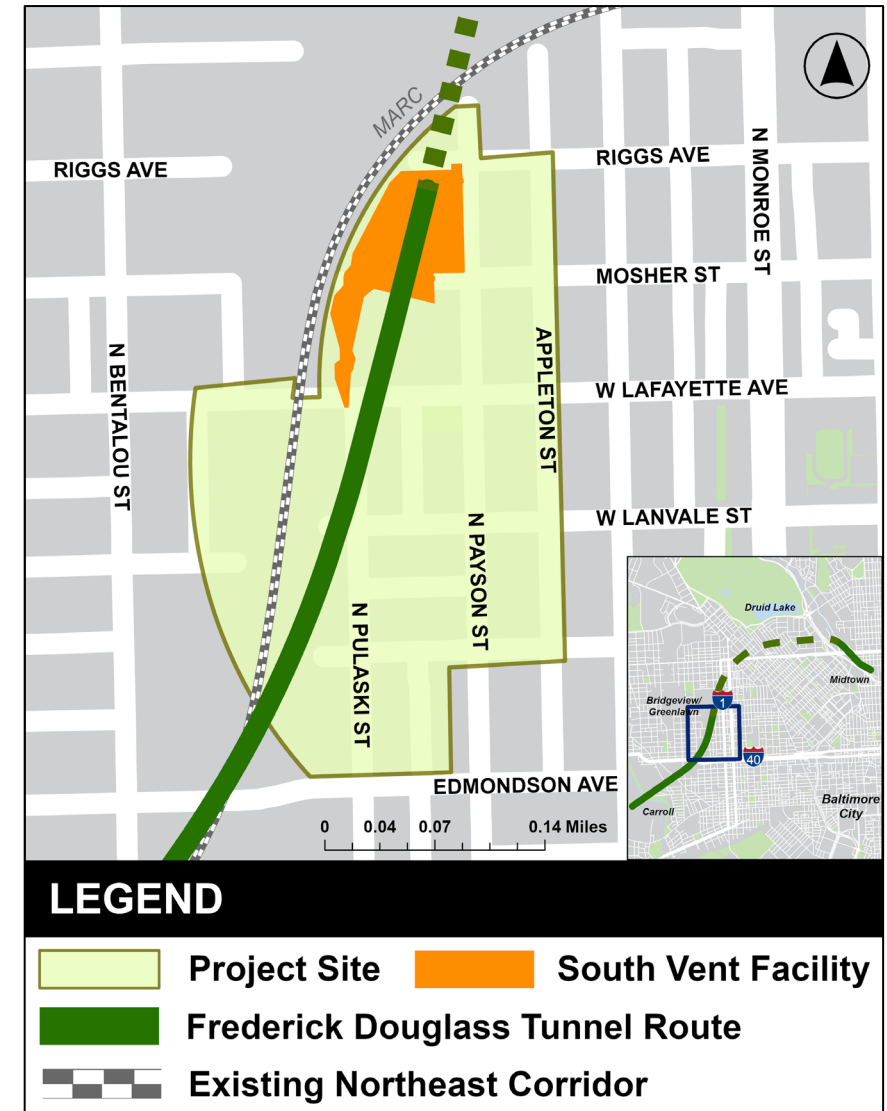 MARC
RIGGS AVE
RIGGS AVE
N MONROE ST
MOSHER ST
N BENTALOU ST
APPLETON ST
W LAFAYETTE AVE
W LANVALE ST
N PAYSON ST
N PULASKI ST
EDMONDSON AVE
0 0.04 0.07 0.14 Miles
Druid Lake
Midtown
Bridgeview/
Greenlawn
1
40
Carroll
Baltimore
City
LEGEND
Project Site
South Vent Facility
Frederick Douglass Tunnel Route
Existing Northeast Corridor